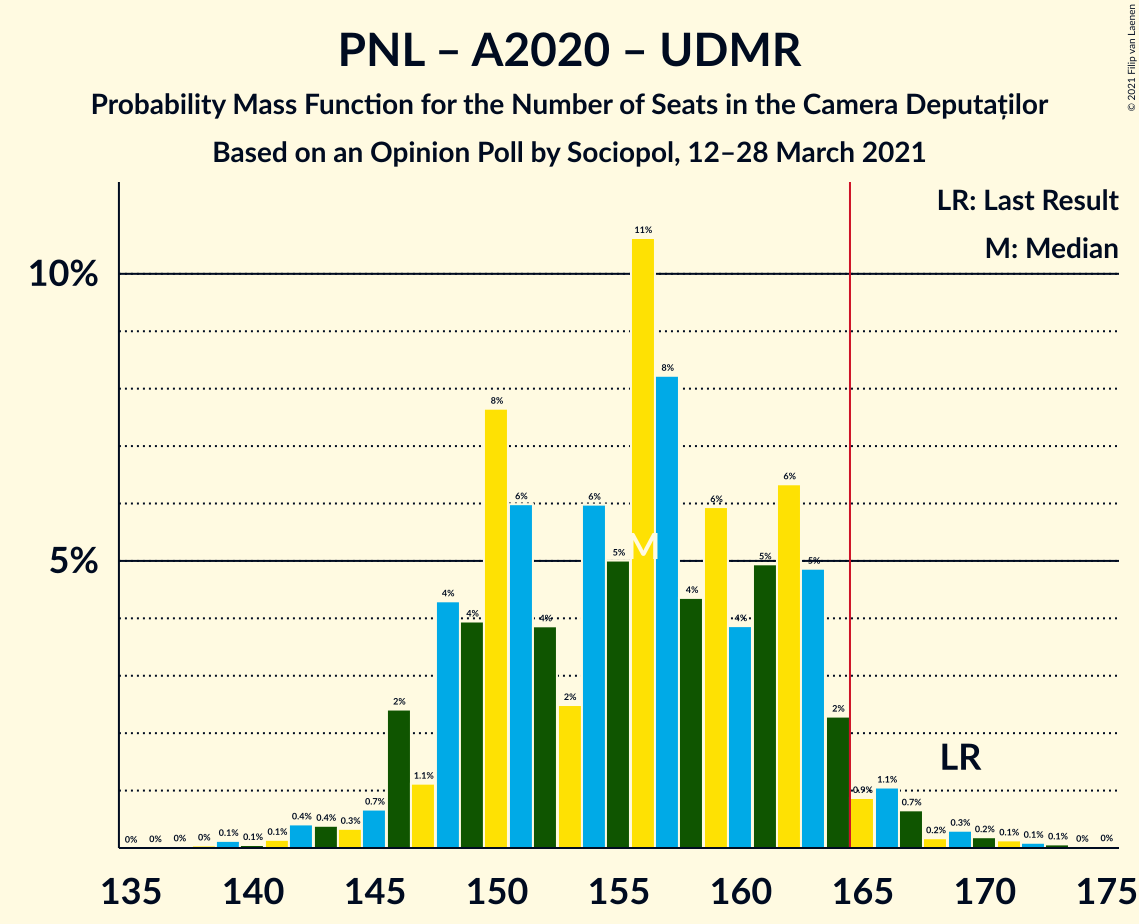 PNL – A2020 – UDMR
Probability Mass Function for the Number of Seats in the Camera Deputaților
Based on an Opinion Poll by Sociopol, 12–28 March 2021
© 2021 Filip van Laenen
LR: Last Result
M: Median
10%
5%
0% 0% 0% 0% 0.1% 0.1% 0.1% 0.4% 0.4% 0.3% 0.7% 2% 1.1% 4% 4% 8% 6% 4% 2% 6% 5% 11% 8% 4% 6% 4% 5% 6% 5% 2% 0.9% 1.1% 0.7% 0.2% 0.3% 0.2% 0.1% 0.1% 0.1% 0% 0%
M
LR
135 140 145 150 155 160 165 170 175